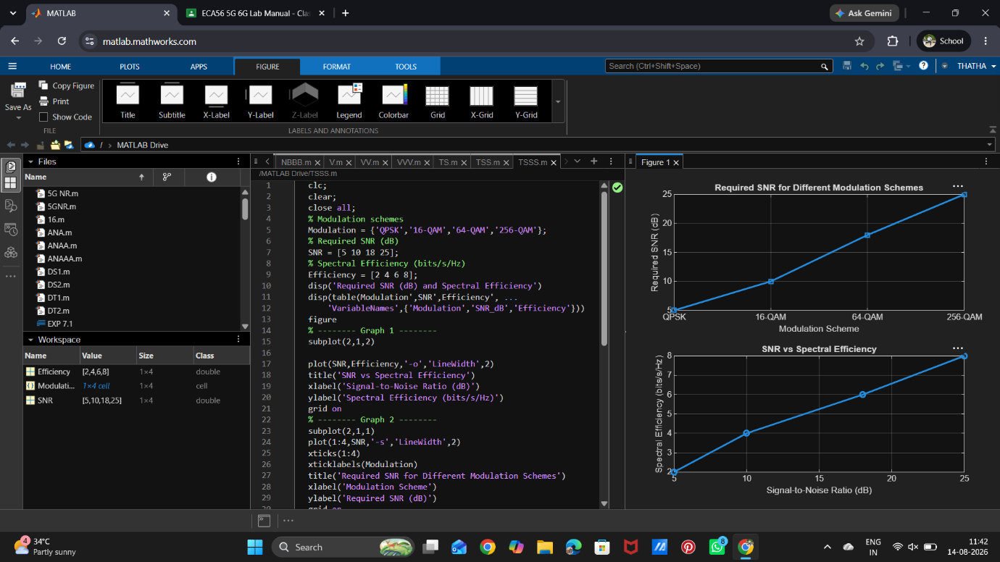 MATLAB
ECA56 5G 6G Lab Manual - Clas
Ask Gemini
matlab.mathworks.com
School
HOME
PLOTS
APPS
FIGURE
FORMAT
TOOLS
Search (Ctrl+Shift+Space)
THATHA
Save As
Copy Figure
Print
Show Code
FILE
Title
Subtitle
X-Label
Y-Label
Z-Label
Legend
Colorbar
Grid
X-Grid
Y-Grid
LABELS AND ANNOTATIONS
/ > MATLAB Drive
Files
Name
5G NR.m
5GNR.m
16.m
ANA.m
ANAA.m
ANAAA.m
DS1.m
DS2.m
DT1.m
DT2.m
EXP 7.1
Workspace
Name Value Size Class
Efficiency [2,4,6,8] 1×4 double
Modulati... 1×4 cell 1×4 cell
SNR [5,10,18,25] 1×4 double
NBBB.m
V.m
VV.m
VVV.m
TS.m
TSS.m
TSSS.m
/MATLAB Drive/TSSS.m
1 clc;
2 clear;
3 close all;
4 % Modulation schemes
5 Modulation = {'QPSK','16-QAM','64-QAM','256-QAM'};
6 % Required SNR (dB)
7 SNR = [5 10 18 25];
8 % Spectral Efficiency (bits/s/Hz)
9 Efficiency = [2 4 6 8];
10 disp('Required SNR (dB) and Spectral Efficiency')
11 disp(table(Modulation',SNR',Efficiency', ...
12 'VariableNames',{'Modulation','SNR_dB','Efficiency'}))
13 figure
14 % -------- Graph 1 --------
15 subplot(2,1,2)
16
17 plot(SNR,Efficiency,'-o','LineWidth',2)
18 title('SNR vs Spectral Efficiency')
19 xlabel('Signal-to-Noise Ratio (dB)')
20 ylabel('Spectral Efficiency (bits/s/Hz)')
21 grid on
22 % -------- Graph 2 --------
23 subplot(2,1,1)
24 plot(1:4,SNR,'-s','LineWidth',2)
25 xticks(1:4)
26 xticklabels(Modulation)
27 title('Required SNR for Different Modulation Schemes')
28 xlabel('Modulation Scheme')
29 ylabel('Required SNR (dB)')
grid on
Figure 1
Required SNR for Different Modulation Schemes
Required SNR (dB)
25
20
15
10
5
QPSK 16-QAM 64-QAM 256-QAM
Modulation Scheme
SNR vs Spectral Efficiency
Spectral Efficiency (bits/s/Hz)
8
7
6
5
4
3
2
5 10 15 20 25
Signal-to-Noise Ratio (dB)
4
34°C
Partly sunny
Search
8
ENG
IN
11:42
14-08-2026